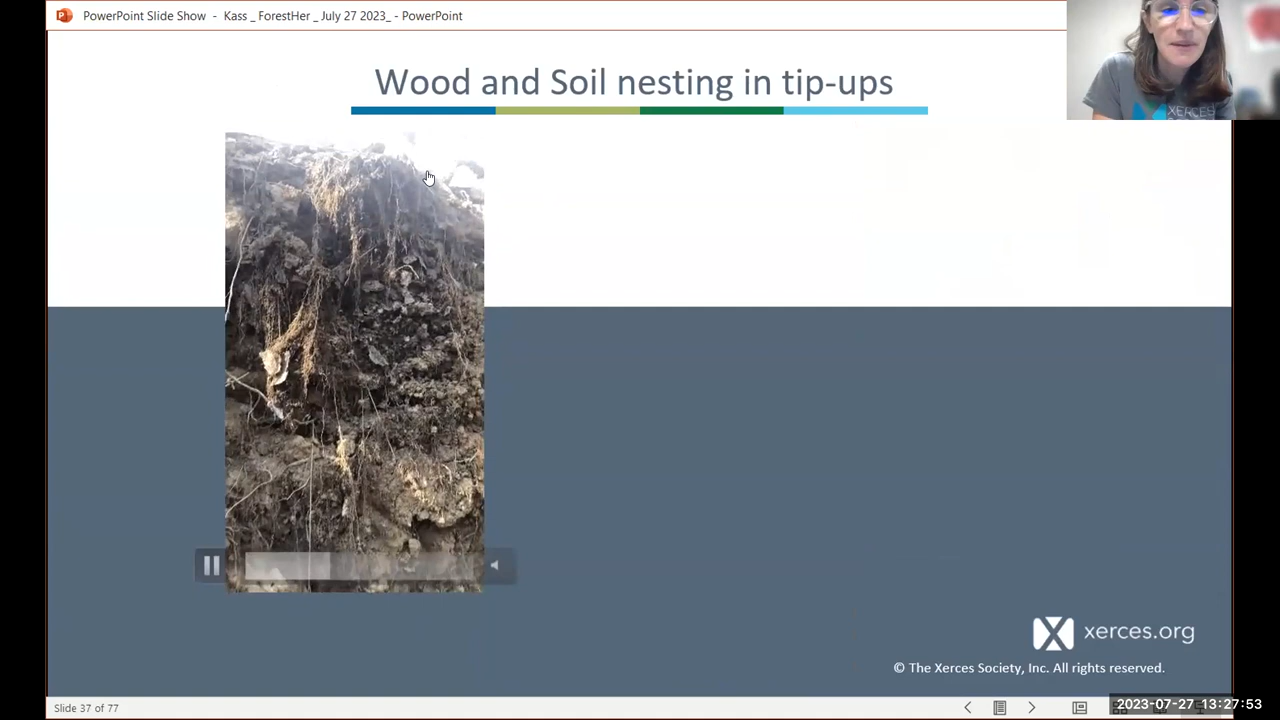 PowerPoint Slide Show - Kass _ ForestHer _ July 27 2023_ - PowerPoint
XERCES
Wood and Soil nesting in tip-ups
xerces.org
© The Xerces Society, Inc. All rights reserved.
Slide 37 of 77
2023-07-27 13:27:53